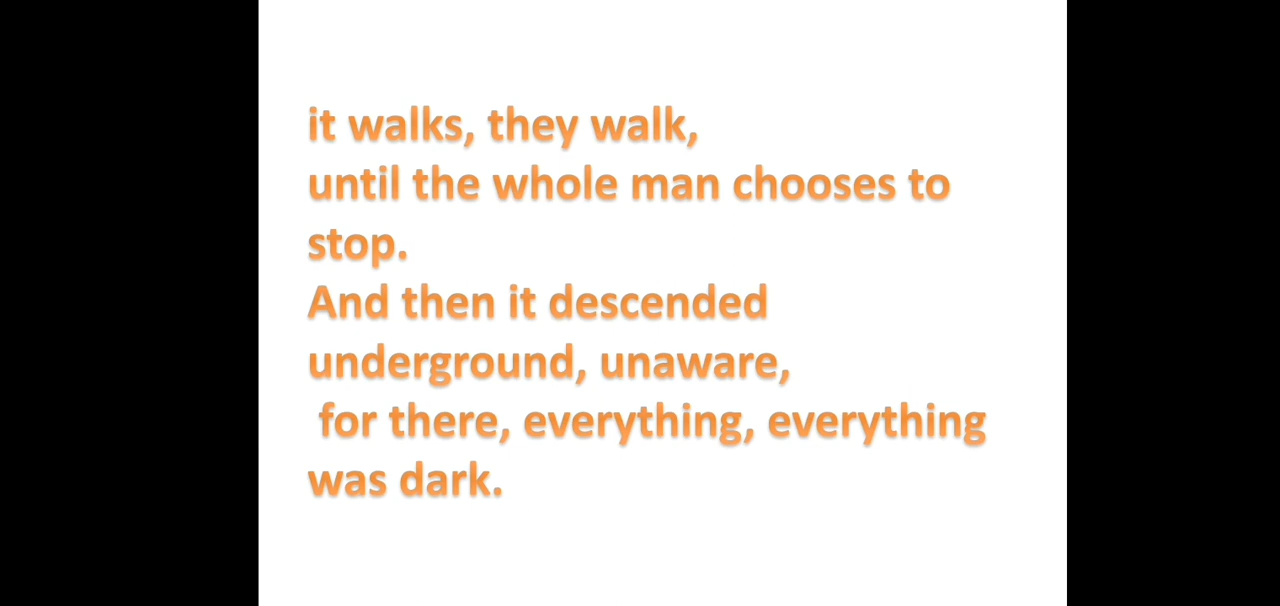 it walks, they walk,
until the whole man chooses to
stop.
And then it descended
underground, unaware,
for there, everything, everything
was dark.